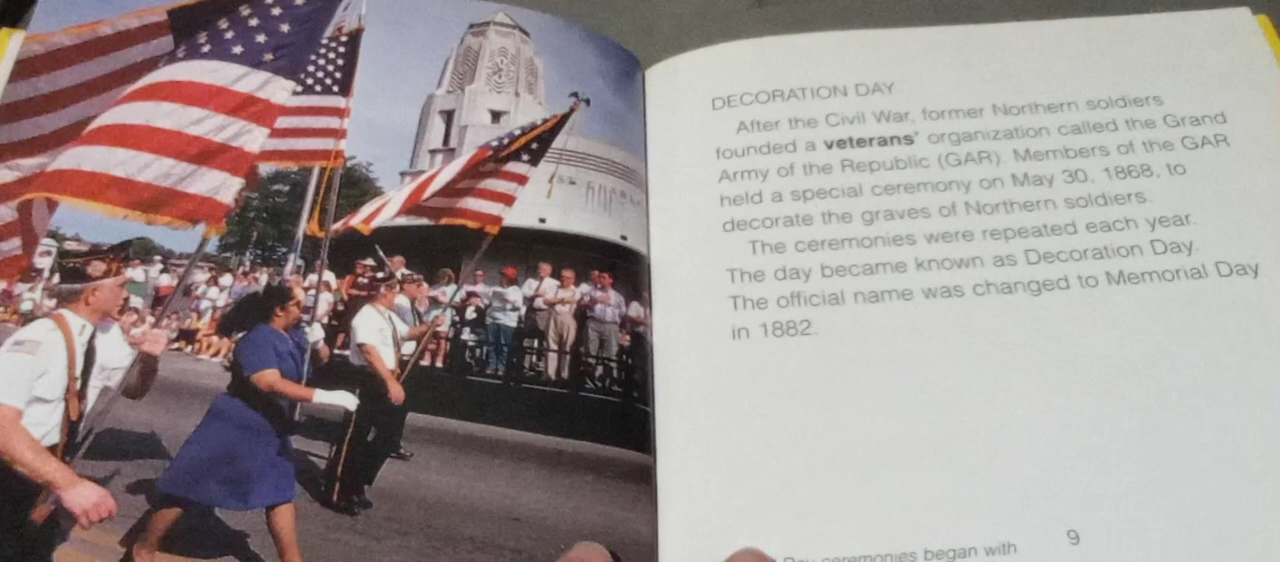 DECORATION DAY
After the Civil War, former Northern soldiers
founded a veterans' organization called the Grand
Army of the Republic (GAR). Members of the GAR
held a special ceremony on May 30, 1868, to
decorate the graves of Northern soldiers.
The ceremonies were repeated each year.
The day became known as Decoration Day.
The official name was changed to Memorial Day
in 1882.
9
Day ceremonies began with